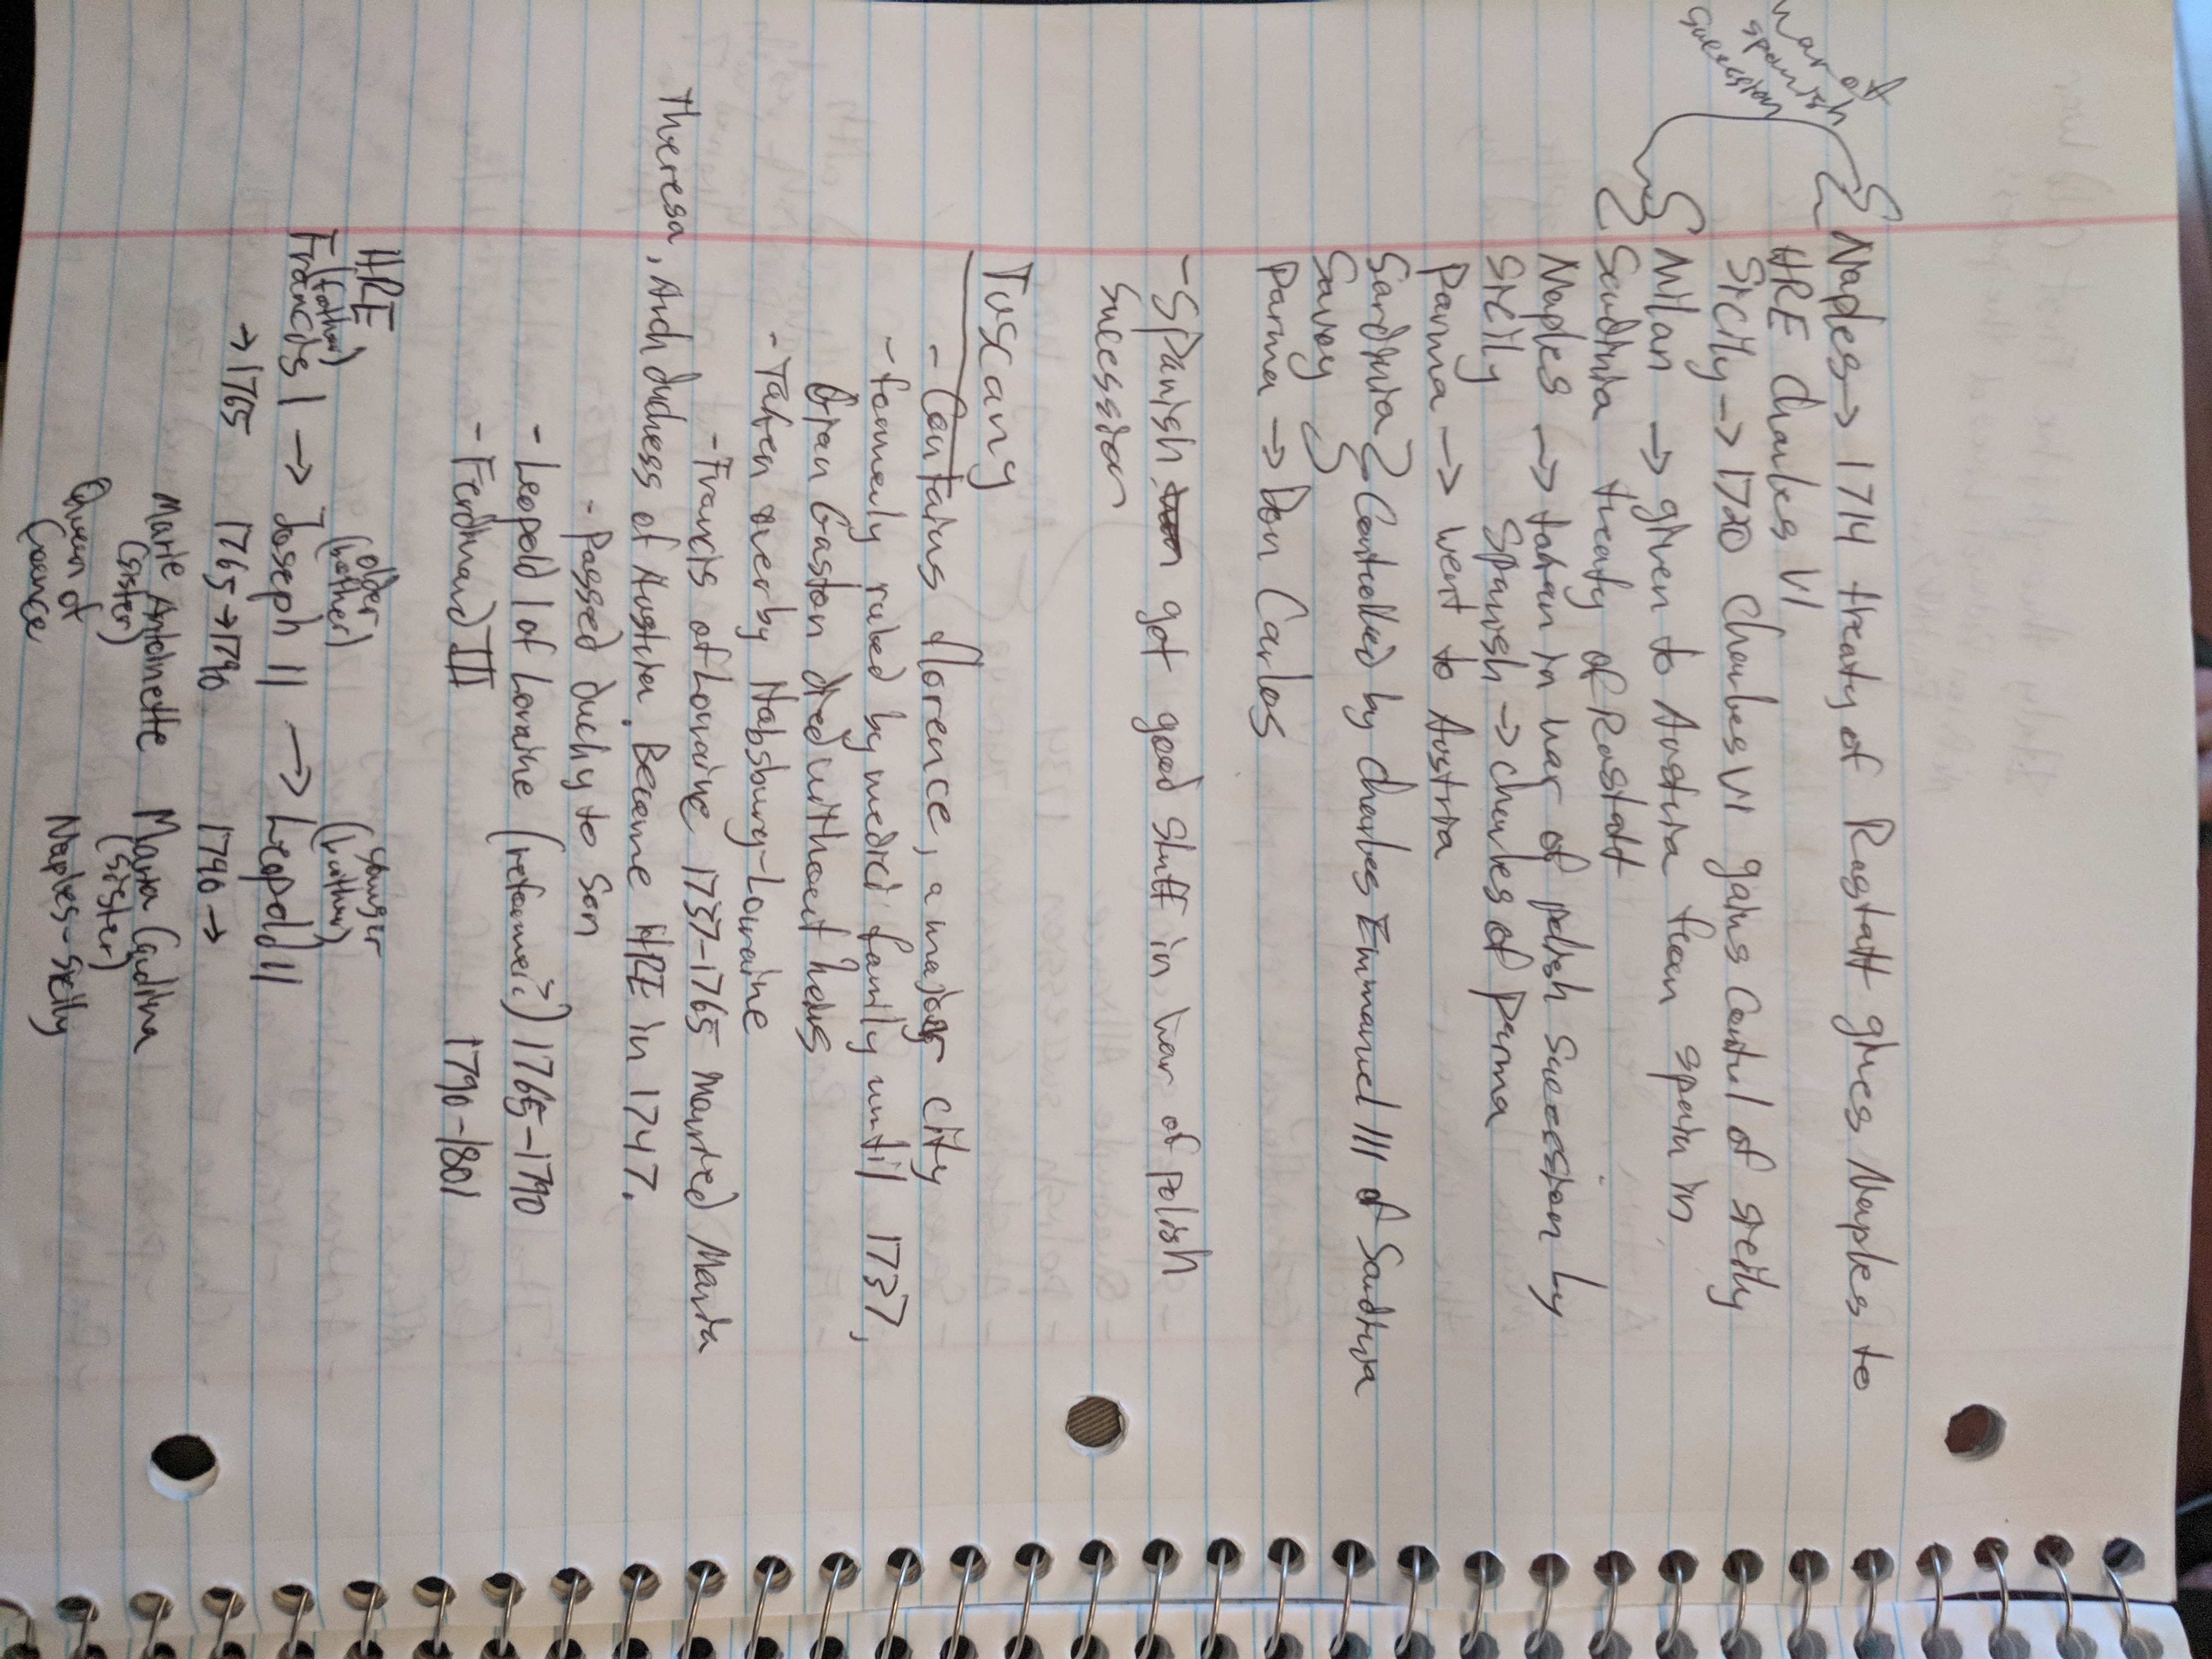 war of
spanish
succession
Naples → 1714 treaty of Rastatt gives Naples to
HRE Charles VI
Sicily → 1720 Charles VI gains control of sicily
Milan → given to Austria from spain in
Sardinia treaty of Rastatt
Naples → taken in war of polish succession by
Sicily Spanish → Charles of parma
Parma → went to Austria
Sardinia } Controlled by Charles Emmanuel III of Sardinia
Savoy
Parma → Don Carlos
- Spanish got good stuff in war of polish
succession
Tuscany
- Contains florence, a major city
- formerly ruled by medici family until 1737,
Gian Gaston died without heirs
- Taken over by Habsburg-Lorraine
- Francis of Lorraine 1737-1765 married Maria
Theresa, Archduchess of Austria. Became HRE in 1747.
- Passed duchy to son
- Leopold I of Lorraine (reformer!) 1765-1790
- Ferdinand III 1790-1801
HRE
(father) (older brother) (younger brother)
Francis I → Joseph II → Leopold II
→ 1765 1765 → 1790 1790 →
Marie Antoinette Maria Carolina
(sister) (sister)
Queen of Naples-Sicily